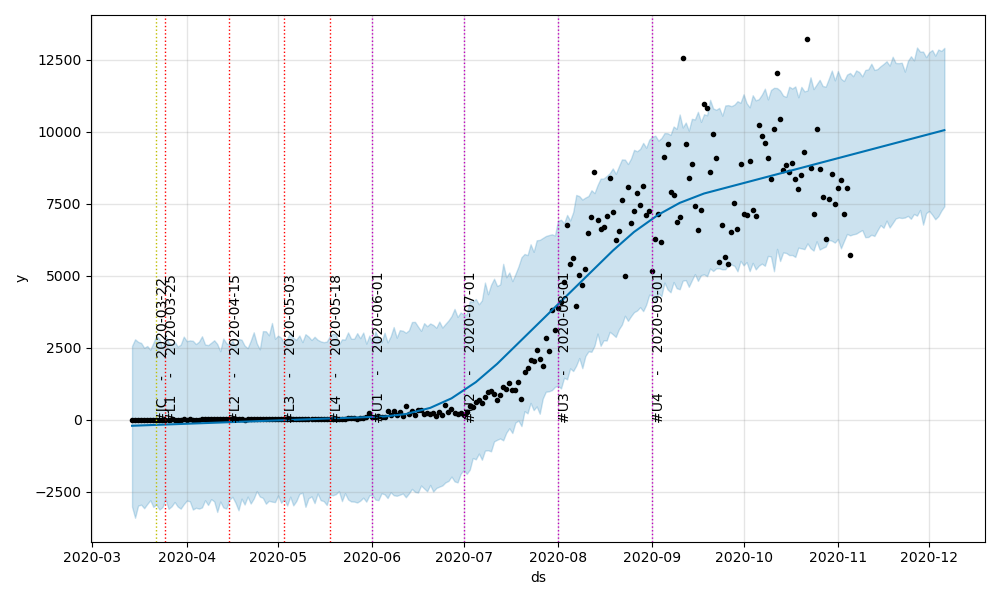 12500
10000
7500
5000
2500
0
−2500
y
#JC - 2020-03-22
#L1 - 2020-03-25
#L2 - 2020-04-15
#L3 - 2020-05-03
#L4 - 2020-05-18
#U1 - 2020-06-01
#U2 - 2020-07-01
#U3 - 2020-08-01
#U4 - 2020-09-01
2020-03 2020-04 2020-05 2020-06 2020-07 2020-08 2020-09 2020-10 2020-11 2020-12
ds